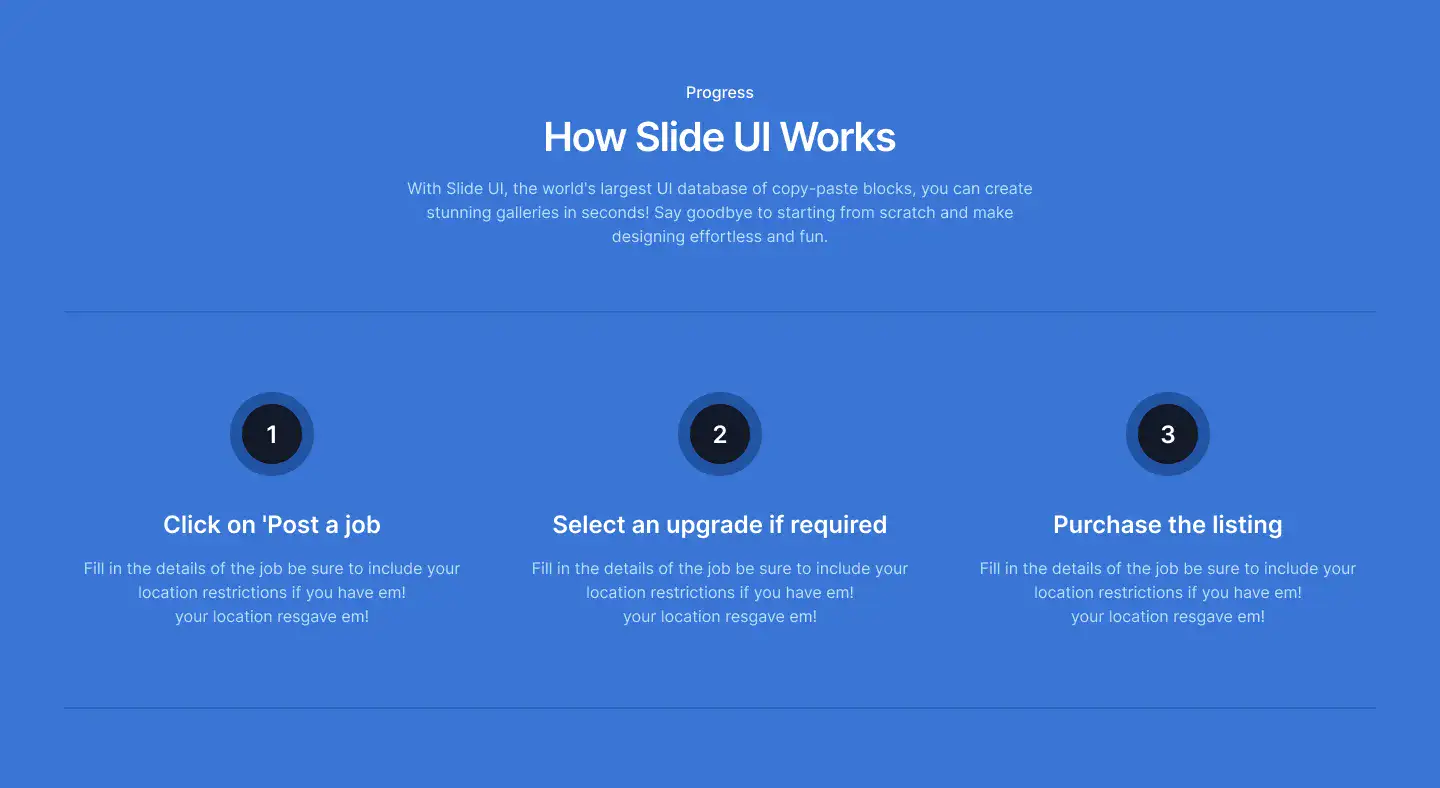 Progress
How Slide UI Works
With Slide UI, the world's largest UI database of copy-paste blocks, you can create
stunning galleries in seconds! Say goodbye to starting from scratch and make
designing effortless and fun.
1
Click on 'Post a job
Fill in the details of the job be sure to include your
location restrictions if you have em!
your location resgave em!
2
Select an upgrade if required
Fill in the details of the job be sure to include your
location restrictions if you have em!
your location resgave em!
3
Purchase the listing
Fill in the details of the job be sure to include your
location restrictions if you have em!
your location resgave em!